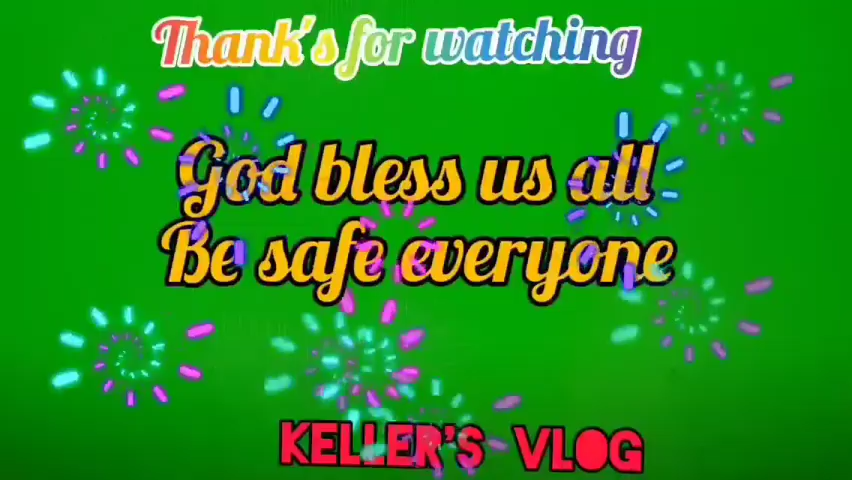 Thank's for watching
God bless us all
Be safe everyone
KELLER'S VLOG